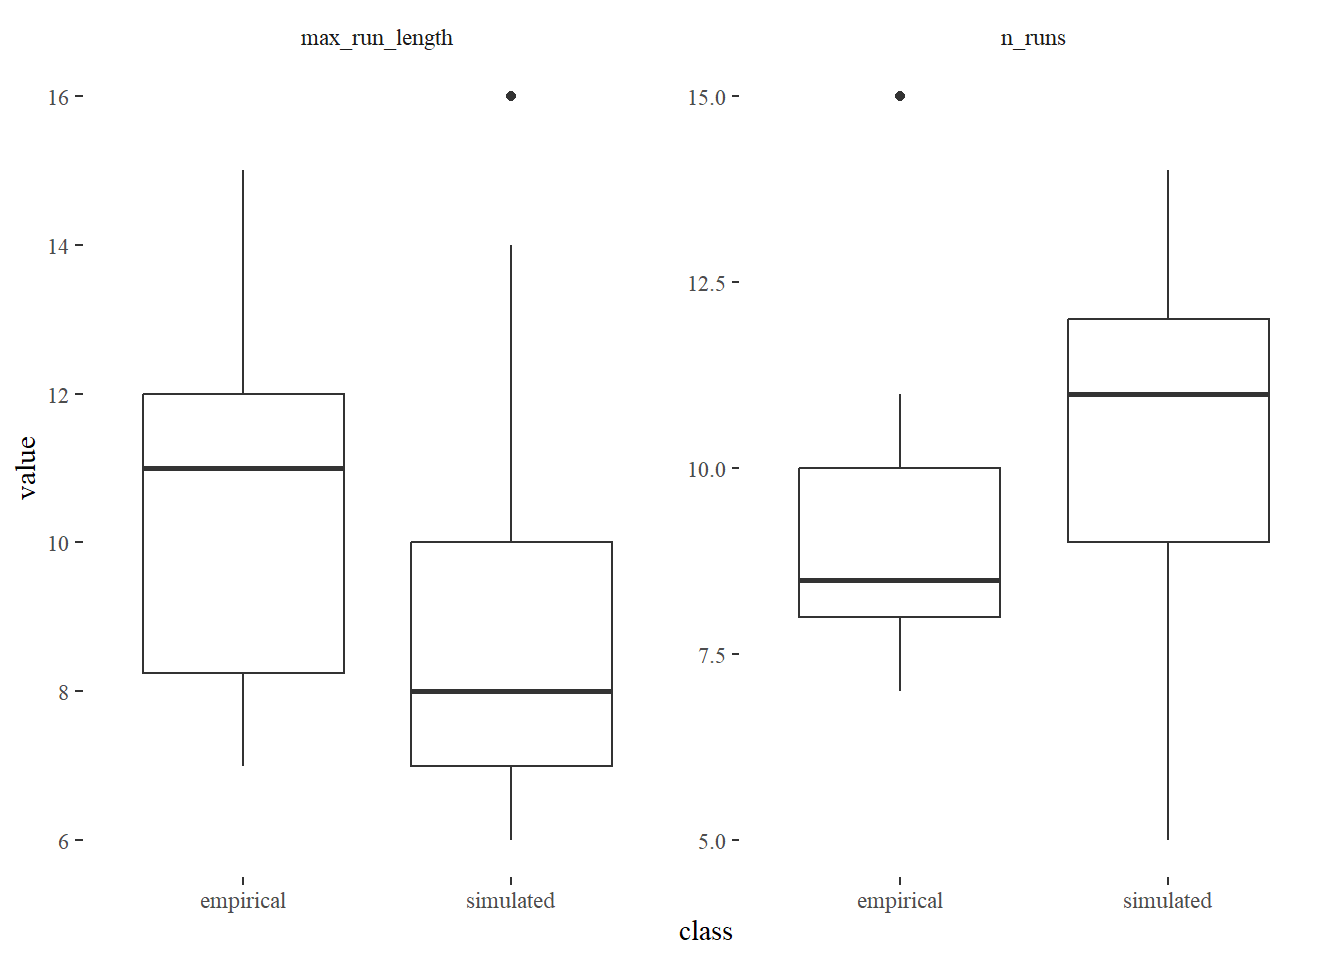 max_run_length
n_runs
16
14
12
10
8
6
15.0
12.5
10.0
7.5
5.0
value
empirical
simulated
empirical
simulated
class